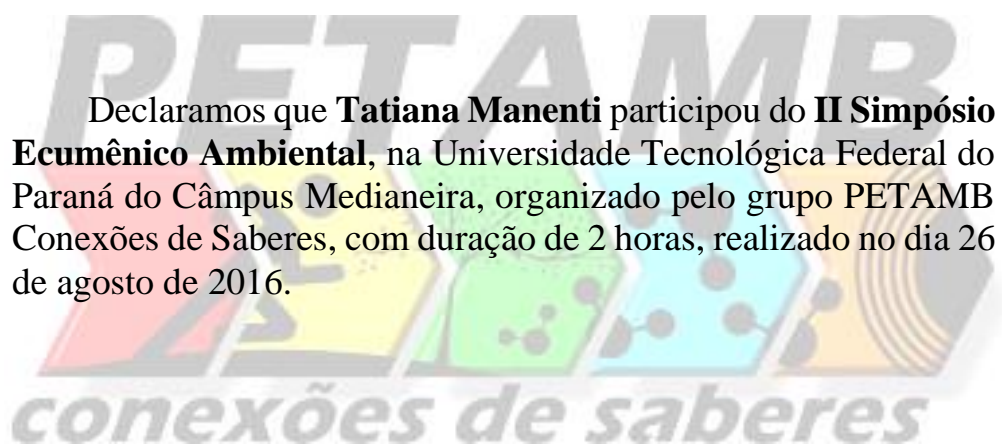 PETAMB
Declaramos que Tatiana Manenti participou do II Simpósio
Ecumênico Ambiental, na Universidade Tecnológica Federal do
Paraná do Câmpus Medianeira, organizado pelo grupo PETAMB
Conexões de Saberes, com duração de 2 horas, realizado no dia 26
de agosto de 2016.
conexões de saberes